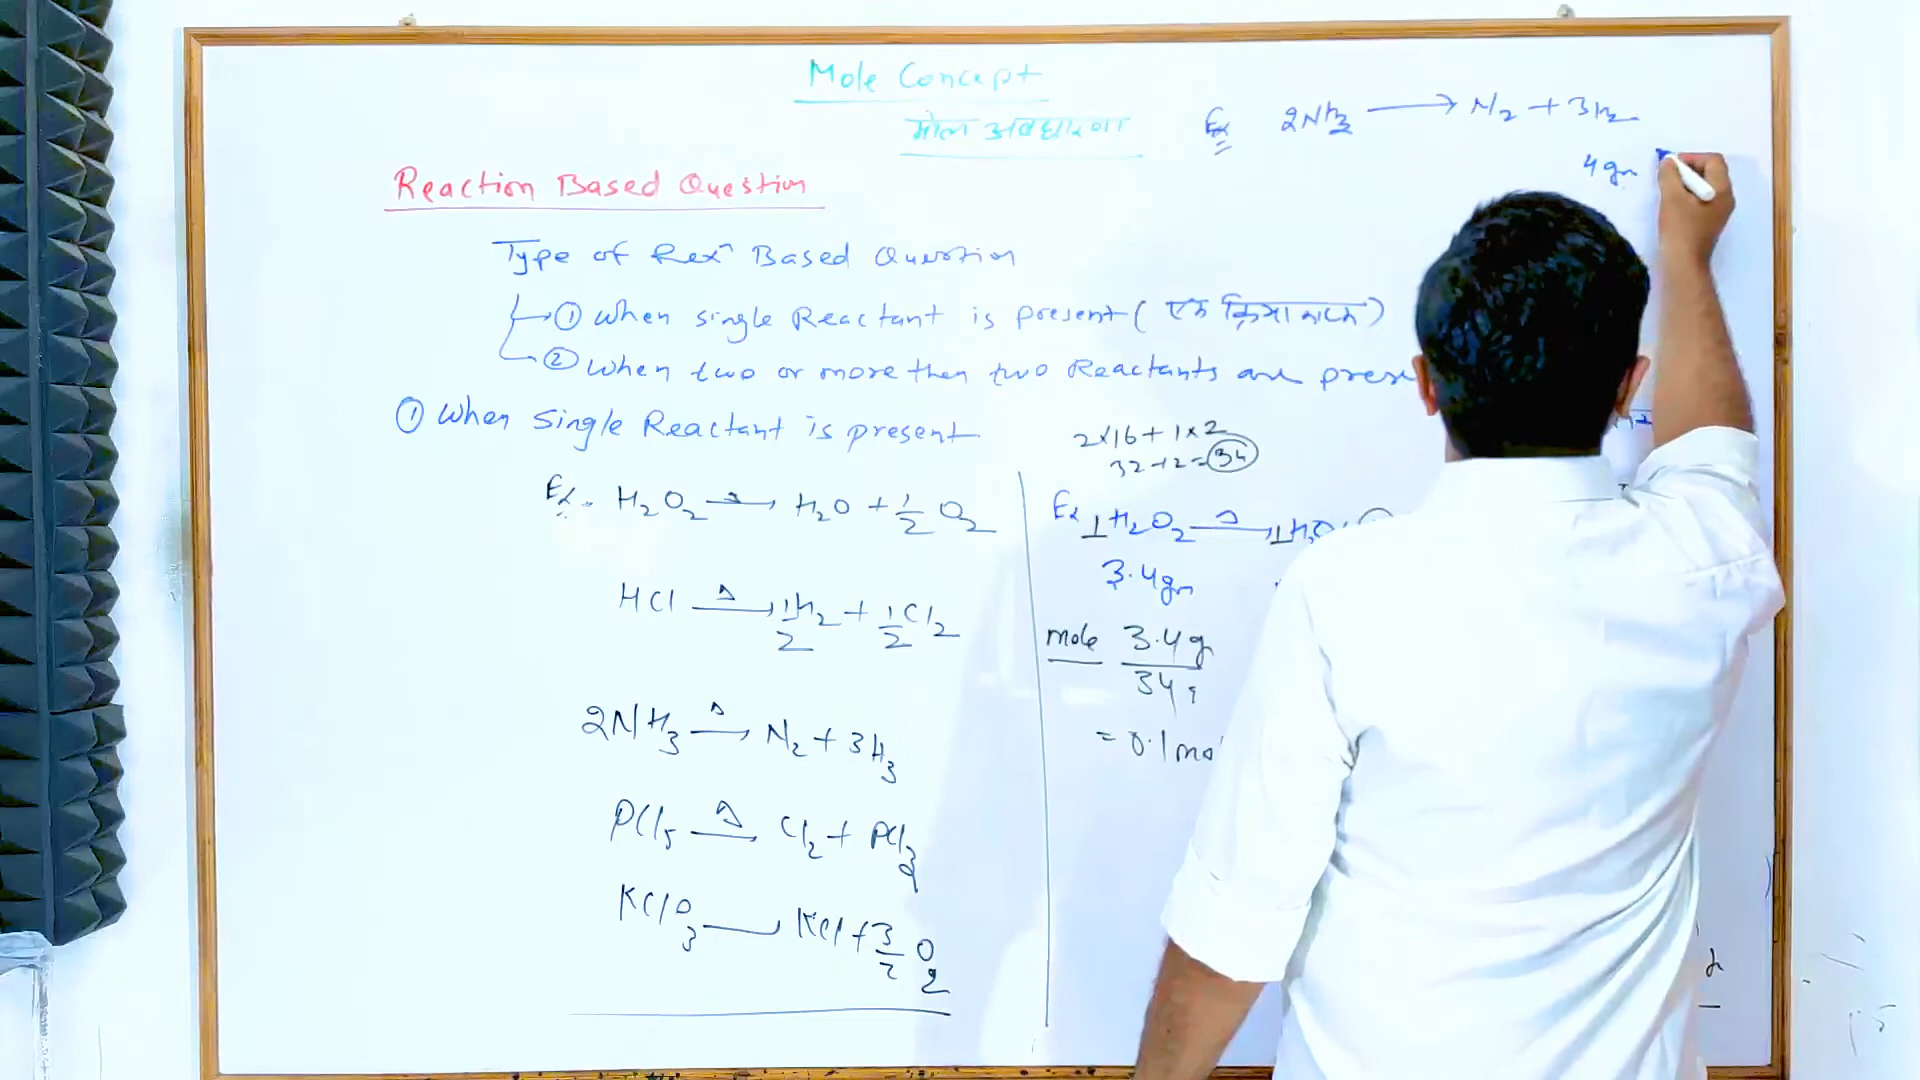 Mole Concept
मोल अवधारणा
Ex 2NH3 ⟶ N2 + 3H2
4gm
Reaction Based Question
Type of Rexⁿ Based Question
① When single Reactant is present ( एक क्रियाकारक )
② When two or more then two Reactants are prese
① When Single Reactant is present
2×16 + 1×2
32+2=34
Ex. H2O2 ⟶Δ H2O + 1/2 O2
HCl ⟶Δ 1/2 H2 + 1/2 Cl2
2NH3 ⟶Δ N2 + 3H3
PCl5 ⟶Δ Cl2 + PCl3
KClO3 ⟶ KCl + 3/2 O2
Ex 1H2O2 ⟶Δ 1H2O
3.4gm
mole 3.4g/34g
= 0.1mo